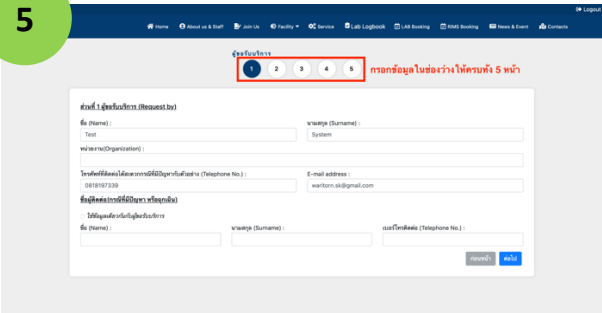 5
Logout
Home About us & Staff Join Us Facility Service Lab Logbook LAB Booking NMS Booking News & Event Contacts
ผู้ขอรับบริการ
1 2 3 4 5 กรอกข้อมูลในช่องว่างให้ครบทั้ง 5 หน้า
ส่วนที่ 1 ผู้ขอรับบริการ (Request by)
ชื่อ (Name) : นามสกุล (Surname) :
Test System
หน่วยงาน(Organization) :
โทรศัพท์ที่ติดต่อได้สะดวกกรณีที่มีปัญหากับตัวอย่าง (Telephone No.) : E-mail address :
0818197339 waritorn.sk@gmail.com
ชื่อผู้ติดต่อ(กรณีที่มีปัญหา หรือฉุกเฉิน)
ใช้ข้อมูลเดียวกันกับผู้ขอรับบริการ
ชื่อ (Name) : นามสกุล (Surname) : เบอร์โทรติดต่อ (Telephone No.) :
ก่อนหน้า ต่อไป